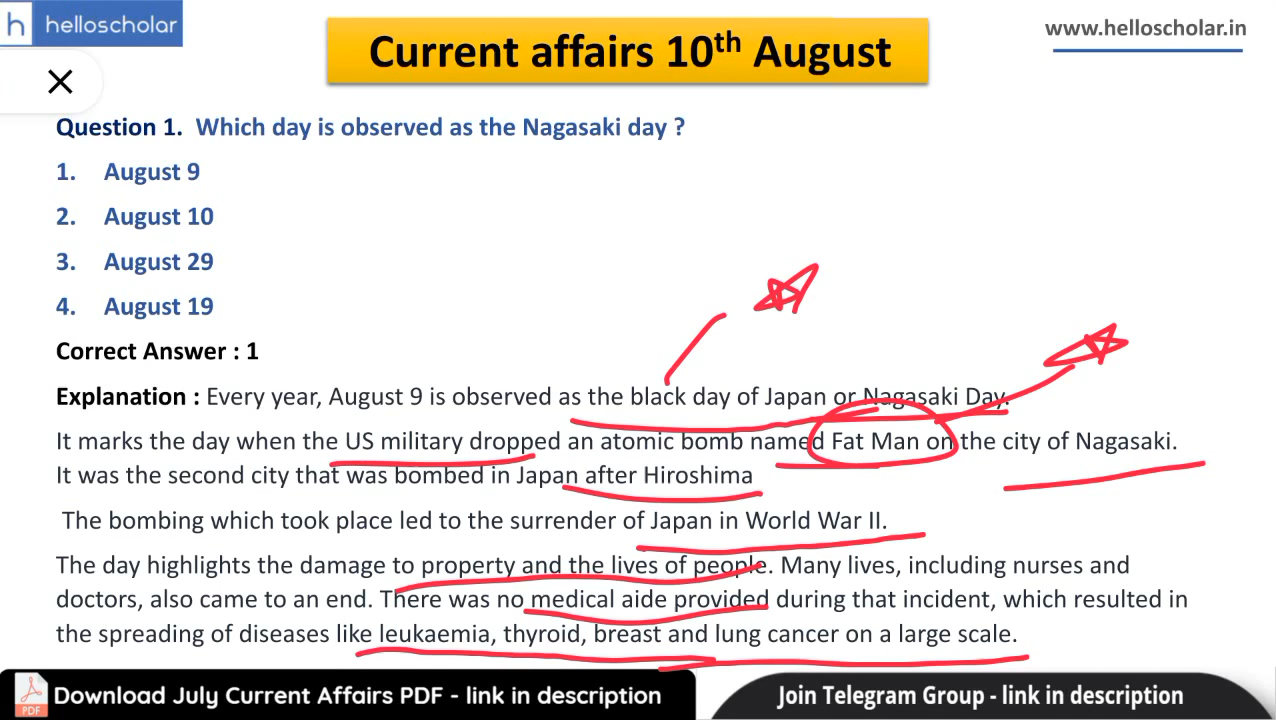 h helloscholar
www.helloscholar.in
Current affairs 10th August
Question 1. Which day is observed as the Nagasaki day ?
1. August 9
2. August 10
3. August 29
4. August 19
Correct Answer : 1
Explanation : Every year, August 9 is observed as the black day of Japan or Nagasaki Day.
It marks the day when the US military dropped an atomic bomb named Fat Man on the city of Nagasaki.
It was the second city that was bombed in Japan after Hiroshima
The bombing which took place led to the surrender of Japan in World War II.
The day highlights the damage to property and the lives of people. Many lives, including nurses and
doctors, also came to an end. There was no medical aide provided during that incident, which resulted in
the spreading of diseases like leukaemia, thyroid, breast and lung cancer on a large scale.
PDF
Download July Current Affairs PDF - link in description
Join Telegram Group - link in description